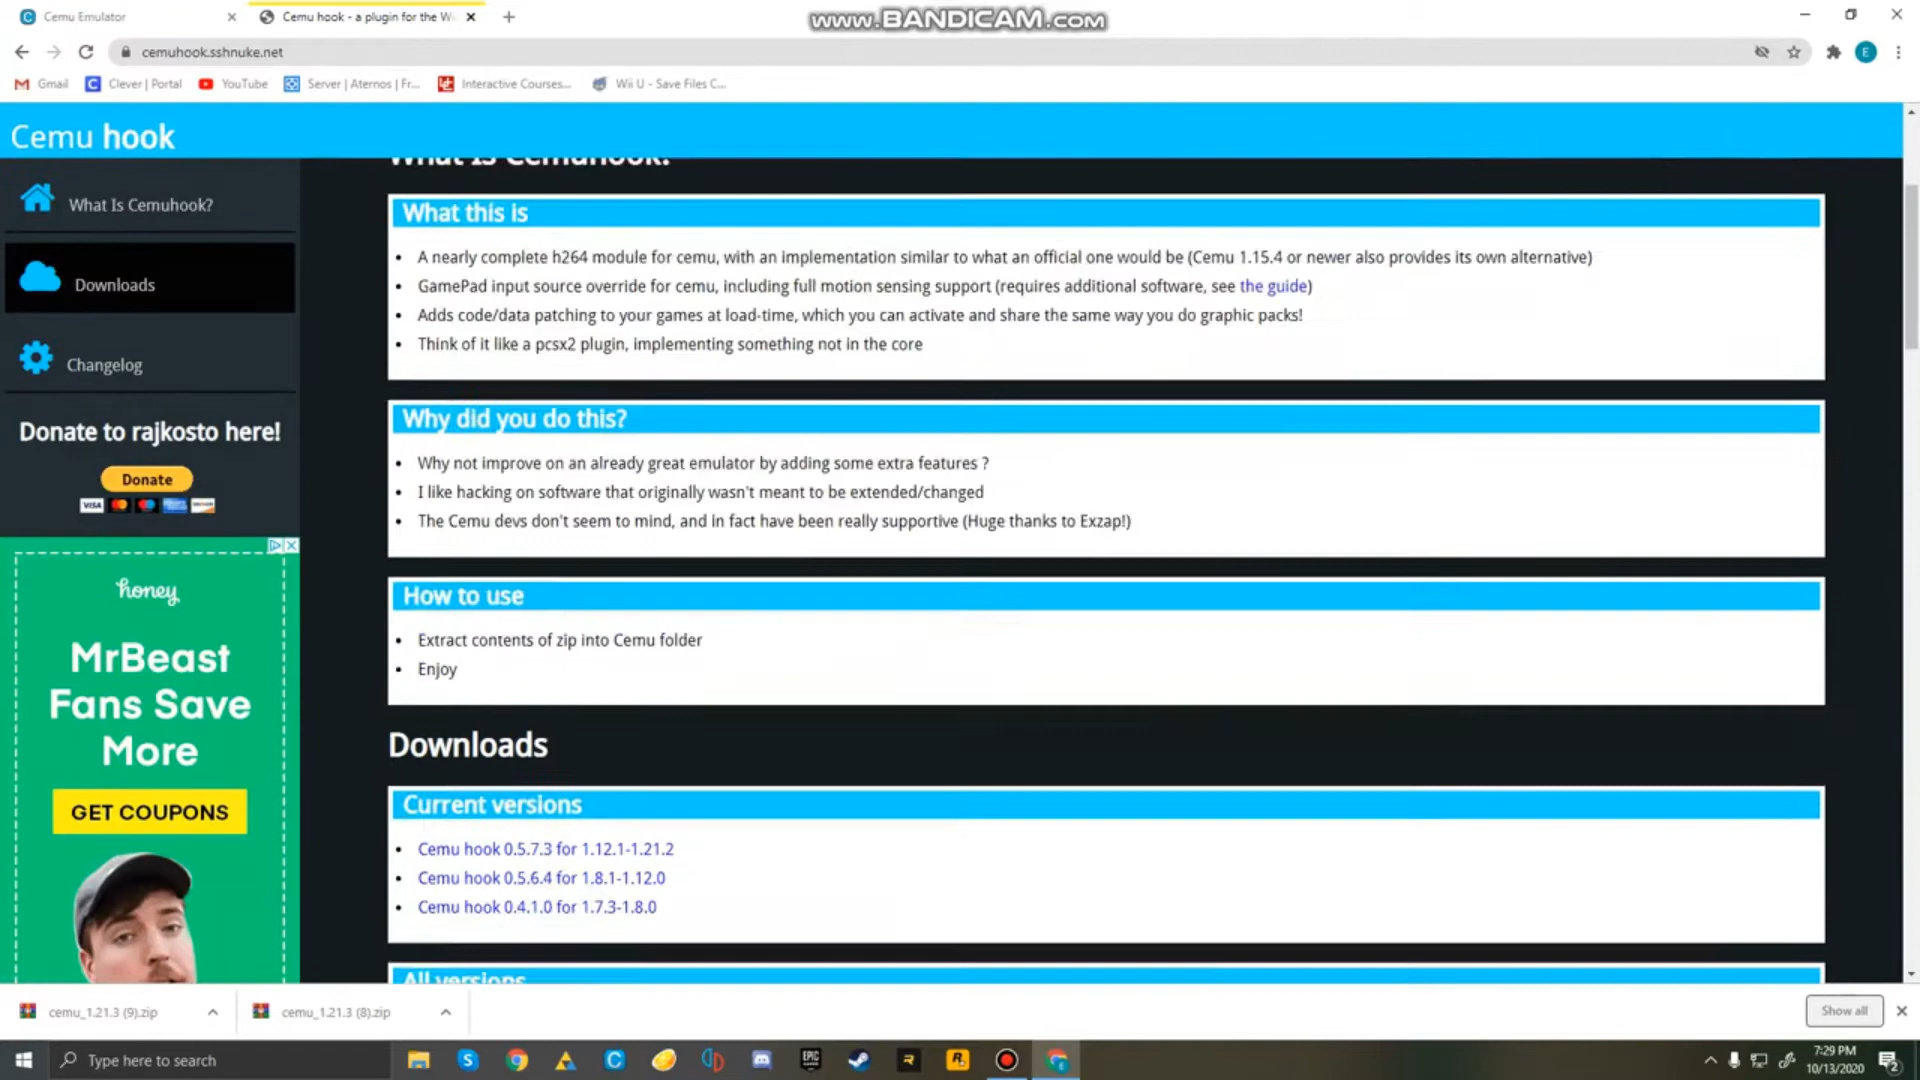 Cemu Emulator
Cemu hook - a plugin for the W
www.BANDICAM.com
cemuhook.sshnuke.net
E
Gmail
Clever | Portal
YouTube
Server | Aternos | Fr...
Interactive Courses...
Wii U - Save Files C...
Cemu hook
What Is Cemuhook?
What Is Cemuhook?
Downloads
Changelog
Donate to rajkosto here!
Donate
VISA
honey
MrBeast
Fans Save
More
GET COUPONS
What this is
• A nearly complete h264 module for cemu, with an implementation similar to what an official one would be (Cemu 1.15.4 or newer also provides its own alternative)
• GamePad input source override for cemu, including full motion sensing support (requires additional software, see the guide)
• Adds code/data patching to your games at load-time, which you can activate and share the same way you do graphic packs!
• Think of it like a pcsx2 plugin, implementing something not in the core
Why did you do this?
• Why not improve on an already great emulator by adding some extra features ?
• I like hacking on software that originally wasn't meant to be extended/changed
• The Cemu devs don't seem to mind, and in fact have been really supportive (Huge thanks to Exzap!)
How to use
• Extract contents of zip into Cemu folder
• Enjoy
Downloads
Current versions
• Cemu hook 0.5.7.3 for 1.12.1-1.21.2
• Cemu hook 0.5.6.4 for 1.8.1-1.12.0
• Cemu hook 0.4.1.0 for 1.7.3-1.8.0
All versions
cemu_1.21.3 (9).zip
cemu_1.21.3 (8).zip
Show all
Type here to search
EPIC
7:29 PM
10/13/2020
2